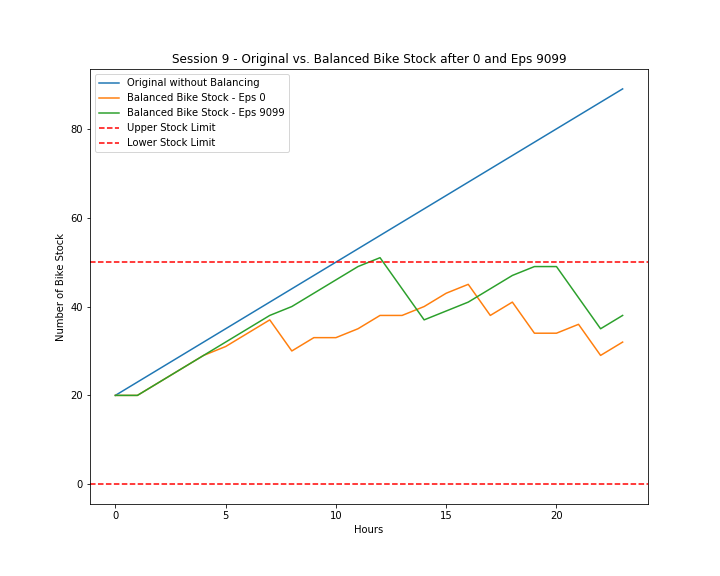 Session 9 - Original vs. Balanced Bike Stock after 0 and Eps 9099
Original without Balancing
Balanced Bike Stock - Eps 0
Balanced Bike Stock - Eps 9099
Upper Stock Limit
Lower Stock Limit
Number of Bike Stock
80
60
40
20
0
0 5 10 15 20
Hours